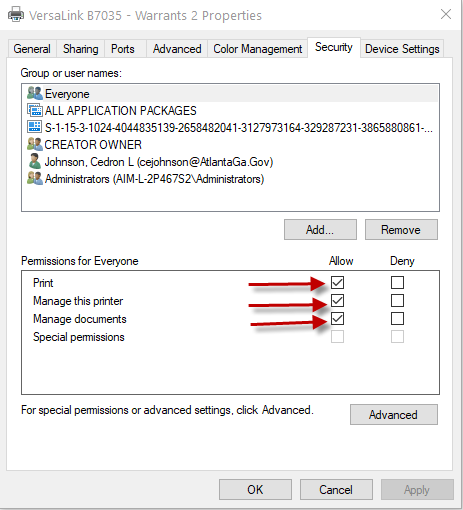 VersaLink B7035 - Warrants 2 Properties
General Sharing Ports Advanced Color Management Security Device Settings
Group or user names:
Everyone
ALL APPLICATION PACKAGES
S-1-15-3-1024-4044835139-2658482041-3127973164-329287231-3865880861-...
CREATOR OWNER
Johnson, Cedron L (cejohnson@AtlantaGa.Gov)
Administrators (AIM-L-2P467S2\Administrators)
Add... Remove
Permissions for Everyone Allow Deny
Print
Manage this printer
Manage documents
Special permissions
For special permissions or advanced settings, click Advanced.
Advanced
OK Cancel Apply